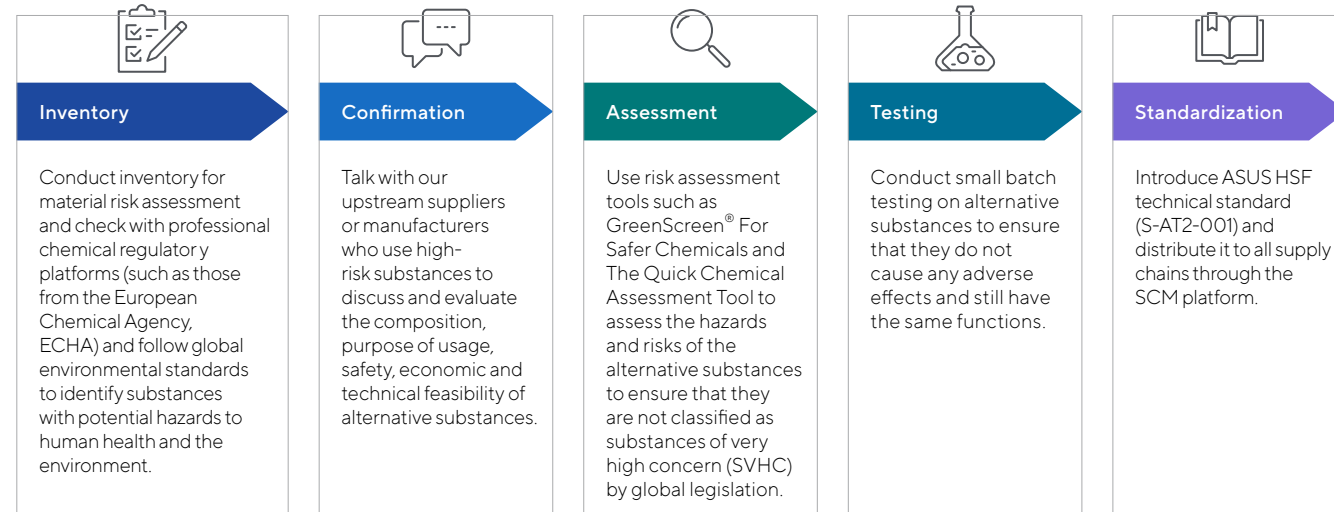 Inventory
Conduct inventory for
material risk assessment
and check with professional
chemical regulator y
platforms (such as those
from the European
Chemical Agency,
ECHA) and follow global
environmental standards
to identify substances
with potential hazards to
human health and the
environment.
Confirmation
Talk with our
upstream suppliers
or manufacturers
who use high-
risk substances to
discuss and evaluate
the composition,
purpose of usage,
safety, economic and
technical feasibility of
alternative substances.
Assessment
Use risk assessment
tools such as
GreenScreen® For
Safer Chemicals and
The Quick Chemical
Assessment Tool to
assess the hazards
and risks of the
alternative substances
to ensure that they
are not classified as
substances of very
high concern (SVHC)
by global legislation.
Testing
Conduct small batch
testing on alternative
substances to ensure
that they do not
cause any adverse
effects and still have
the same functions.
Standardization
Introduce ASUS HSF
technical standard
(S-AT2-001) and
distribute it to all supply
chains through the
SCM platform.